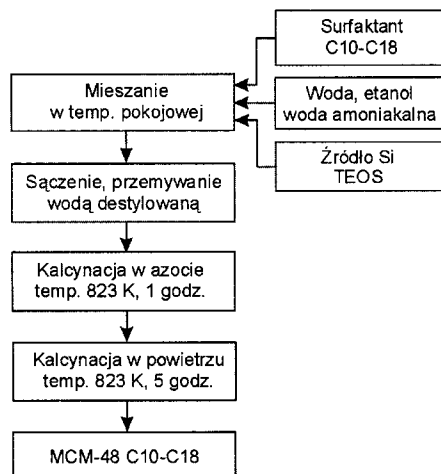 Surfaktant
C10-C18
Mieszanie
w temp. pokojowej
Woda, etanol
woda amoniakalna
Źródło Si
TEOS
Sączenie, przemywanie
wodą destylowaną
Kalcynacja w azocie
temp. 823 K, 1 godz.
Kalcynacja w powietrzu
temp. 823 K, 5 godz.
MCM-48 C10-C18